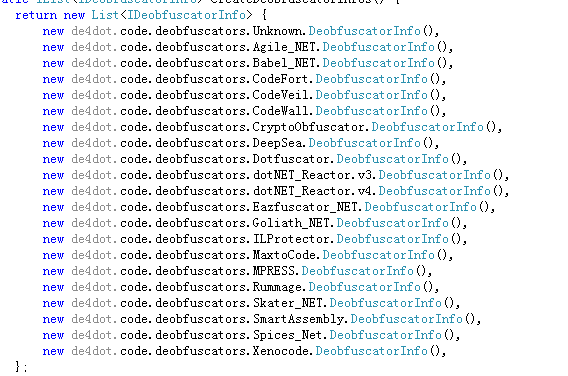 IList<IDeobfuscatorInfo> CreateDeobfuscatorInfos() {
return new List<IDeobfuscatorInfo> {
new de4dot.code.deobfuscators.Unknown.DeobfuscatorInfo(),
new de4dot.code.deobfuscators.Agile_NET.DeobfuscatorInfo(),
new de4dot.code.deobfuscators.Babel_NET.DeobfuscatorInfo(),
new de4dot.code.deobfuscators.CodeFort.DeobfuscatorInfo(),
new de4dot.code.deobfuscators.CodeVeil.DeobfuscatorInfo(),
new de4dot.code.deobfuscators.CodeWall.DeobfuscatorInfo(),
new de4dot.code.deobfuscators.CryptoObfuscator.DeobfuscatorInfo(),
new de4dot.code.deobfuscators.DeepSea.DeobfuscatorInfo(),
new de4dot.code.deobfuscators.Dotfuscator.DeobfuscatorInfo(),
new de4dot.code.deobfuscators.dotNET_Reactor.v3.DeobfuscatorInfo(),
new de4dot.code.deobfuscators.dotNET_Reactor.v4.DeobfuscatorInfo(),
new de4dot.code.deobfuscators.Eazfuscator_NET.DeobfuscatorInfo(),
new de4dot.code.deobfuscators.Goliath_NET.DeobfuscatorInfo(),
new de4dot.code.deobfuscators.ILProtector.DeobfuscatorInfo(),
new de4dot.code.deobfuscators.MaxtoCode.DeobfuscatorInfo(),
new de4dot.code.deobfuscators.MPRESS.DeobfuscatorInfo(),
new de4dot.code.deobfuscators.Rummage.DeobfuscatorInfo(),
new de4dot.code.deobfuscators.Skater_NET.DeobfuscatorInfo(),
new de4dot.code.deobfuscators.SmartAssembly.DeobfuscatorInfo(),
new de4dot.code.deobfuscators.Spices_Net.DeobfuscatorInfo(),
new de4dot.code.deobfuscators.Xenocode.DeobfuscatorInfo(),
};